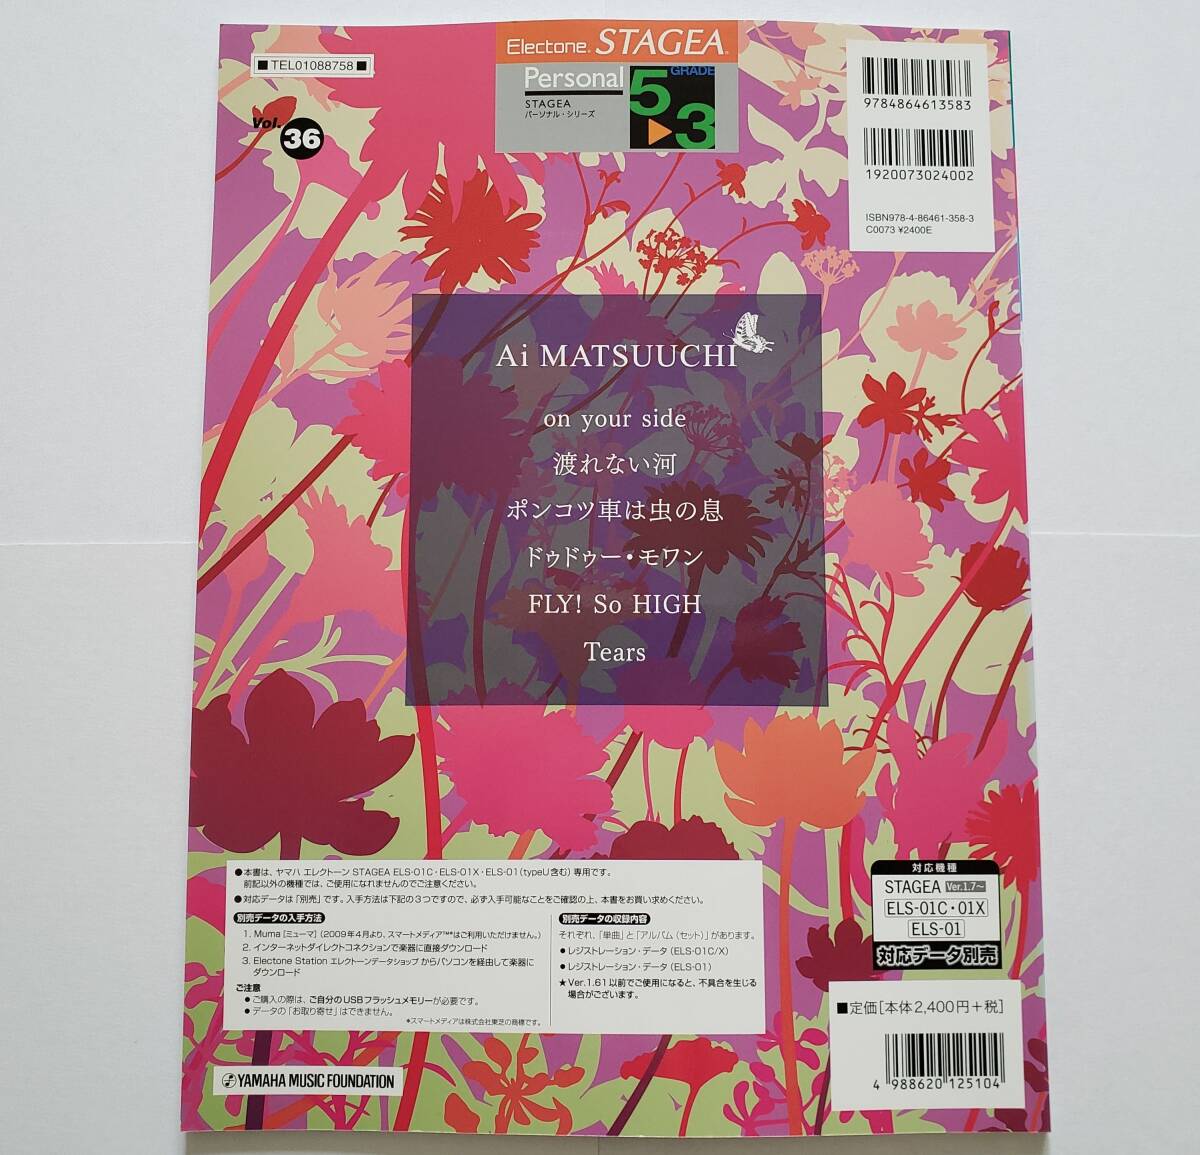 ■ TEL01088758 ■
Vol. 36
Electone® STAGEA®
Personal
STAGEA
パーソナル・シリーズ
GRADE
5▶3
9784864613583
1920073024002
ISBN978-4-86461-358-3
C0073 ¥2400E
Ai MATSUUCHI
on your side
渡れない河
ポンコツ車は虫の息
ドゥドゥー・モワン
FLY! So HIGH
Tears
●本書は、ヤマハ エレクトーン STAGEA ELS-01C・ELS-01X・ELS-01(typeU含む) 専用です。
前記以外の機種では、ご使用になれませんのでご注意ください。
●対応データは「別売」です。入手方法は下記の3つですので、必ず入手可能なことをご確認の上、本書をお買い求めください。
別売データの入手方法
1. Muma [ミューマ] (2009年4月より、スマートメディア™*はご利用いただけません。)
2. インターネットダイレクトコネクションで楽器に直接ダウンロード
3. Electone Station エレクトーンデータショップ からパソコンを経由して楽器に
ダウンロード
ご注意
●ご購入の際は、ご自分のUSBフラッシュメモリーが必要です。
●データの「お取り寄せ」はできません。
*スマートメディアは株式会社東芝の商標です。
別売データの収録内容
それぞれ、「単曲」と「アルバム(セット)」があります。
●レジストレーション・データ (ELS-01C/X)
●レジストレーション・データ (ELS-01)
★Ver.1.61以前でご使用になると、不具合を生じる
場合がございます。
対応機種
STAGEA Ver.1.7～
ELS-01C・01X
ELS-01
対応データ別売
■定価[本体2,400円+税]
4 988620 125104
YAMAHA MUSIC FOUNDATION